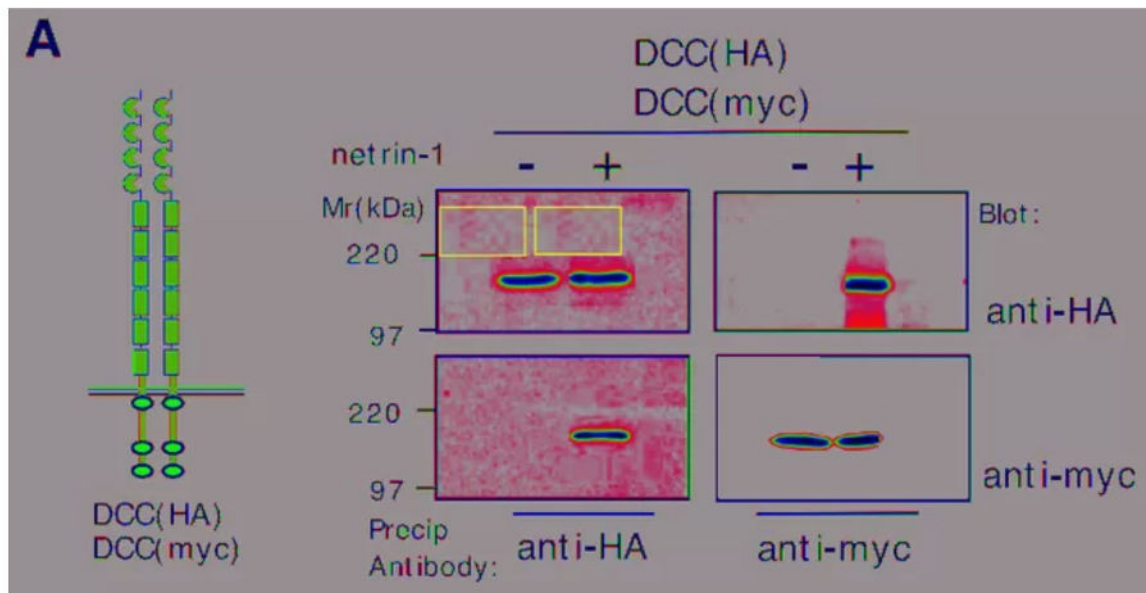 A
DCC(HA)
DCC(myc)
netrin-1 - + - +
Mr(kDa)
Blot:
220
97
anti-HA
220
97
anti-myc
Precip
Antibody:
anti-HA
anti-myc
DCC(HA)
DCC(myc)